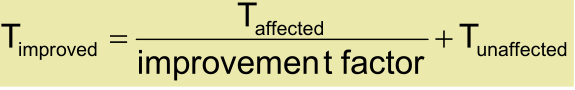 T_improved = T_affected / improvement factor + T_unaffected